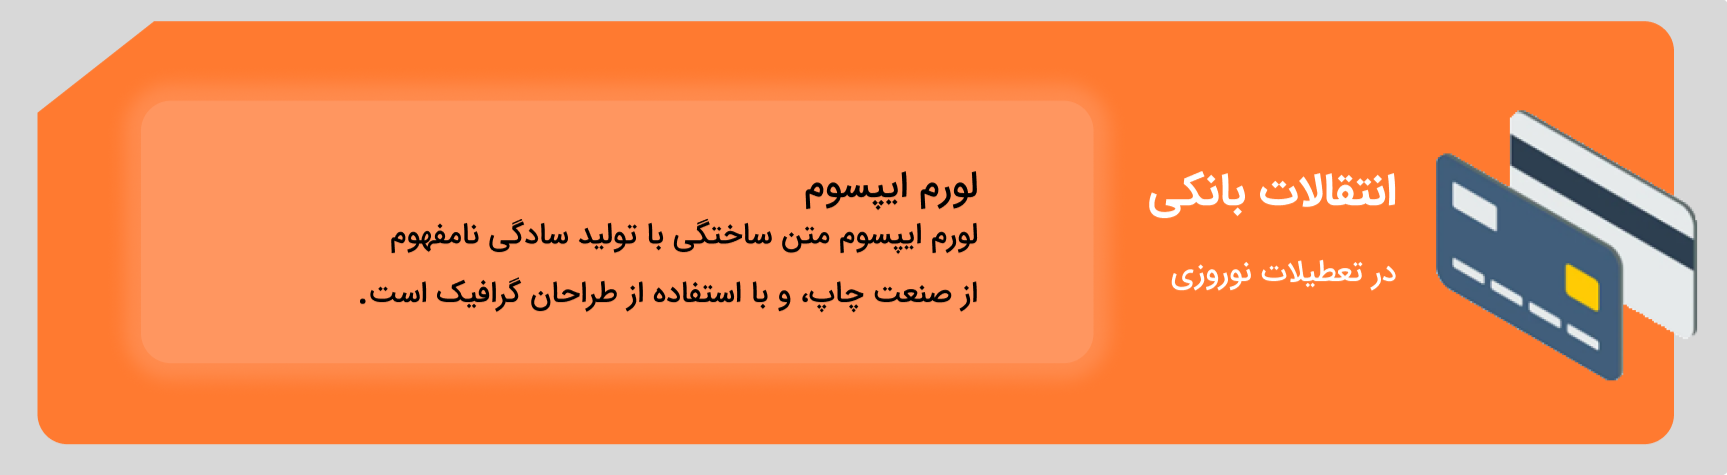 انتقالات بانکی
در تعطیلات نوروزی
لورم ایپسوم
لورم ایپسوم متن ساختگی با تولید سادگی نامفهوم
از صنعت چاپ، و با استفاده از طراحان گرافیک است.